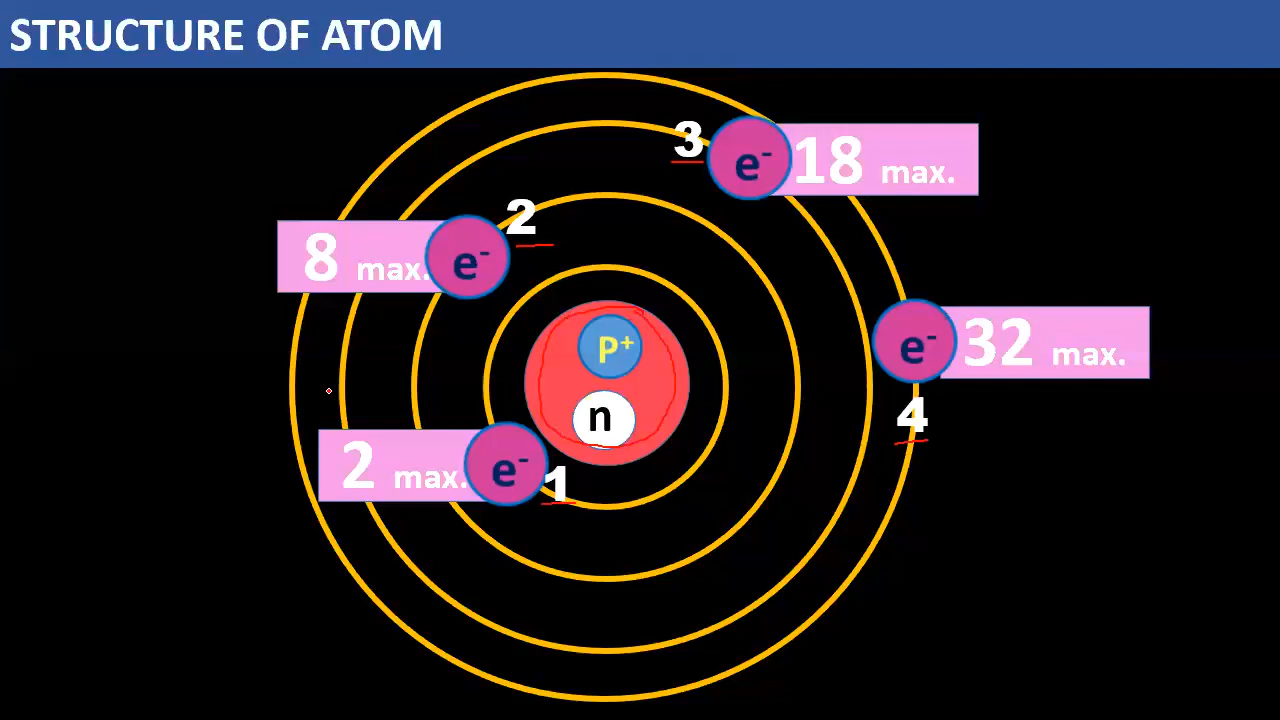 STRUCTURE OF ATOM
3 e⁻ 18 max.
2
8 max. e⁻
P⁺
e⁻ 32 max.
n
4
2 max. e⁻
1